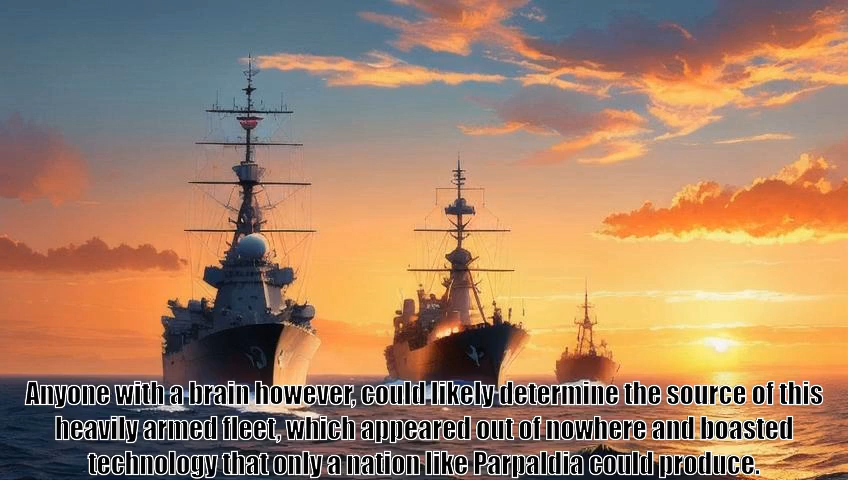 Anyone with a brain however, could likely determine the source of this
heavily armed fleet, which appeared out of nowhere and boasted
technology that only a nation like Parpaldia could produce.